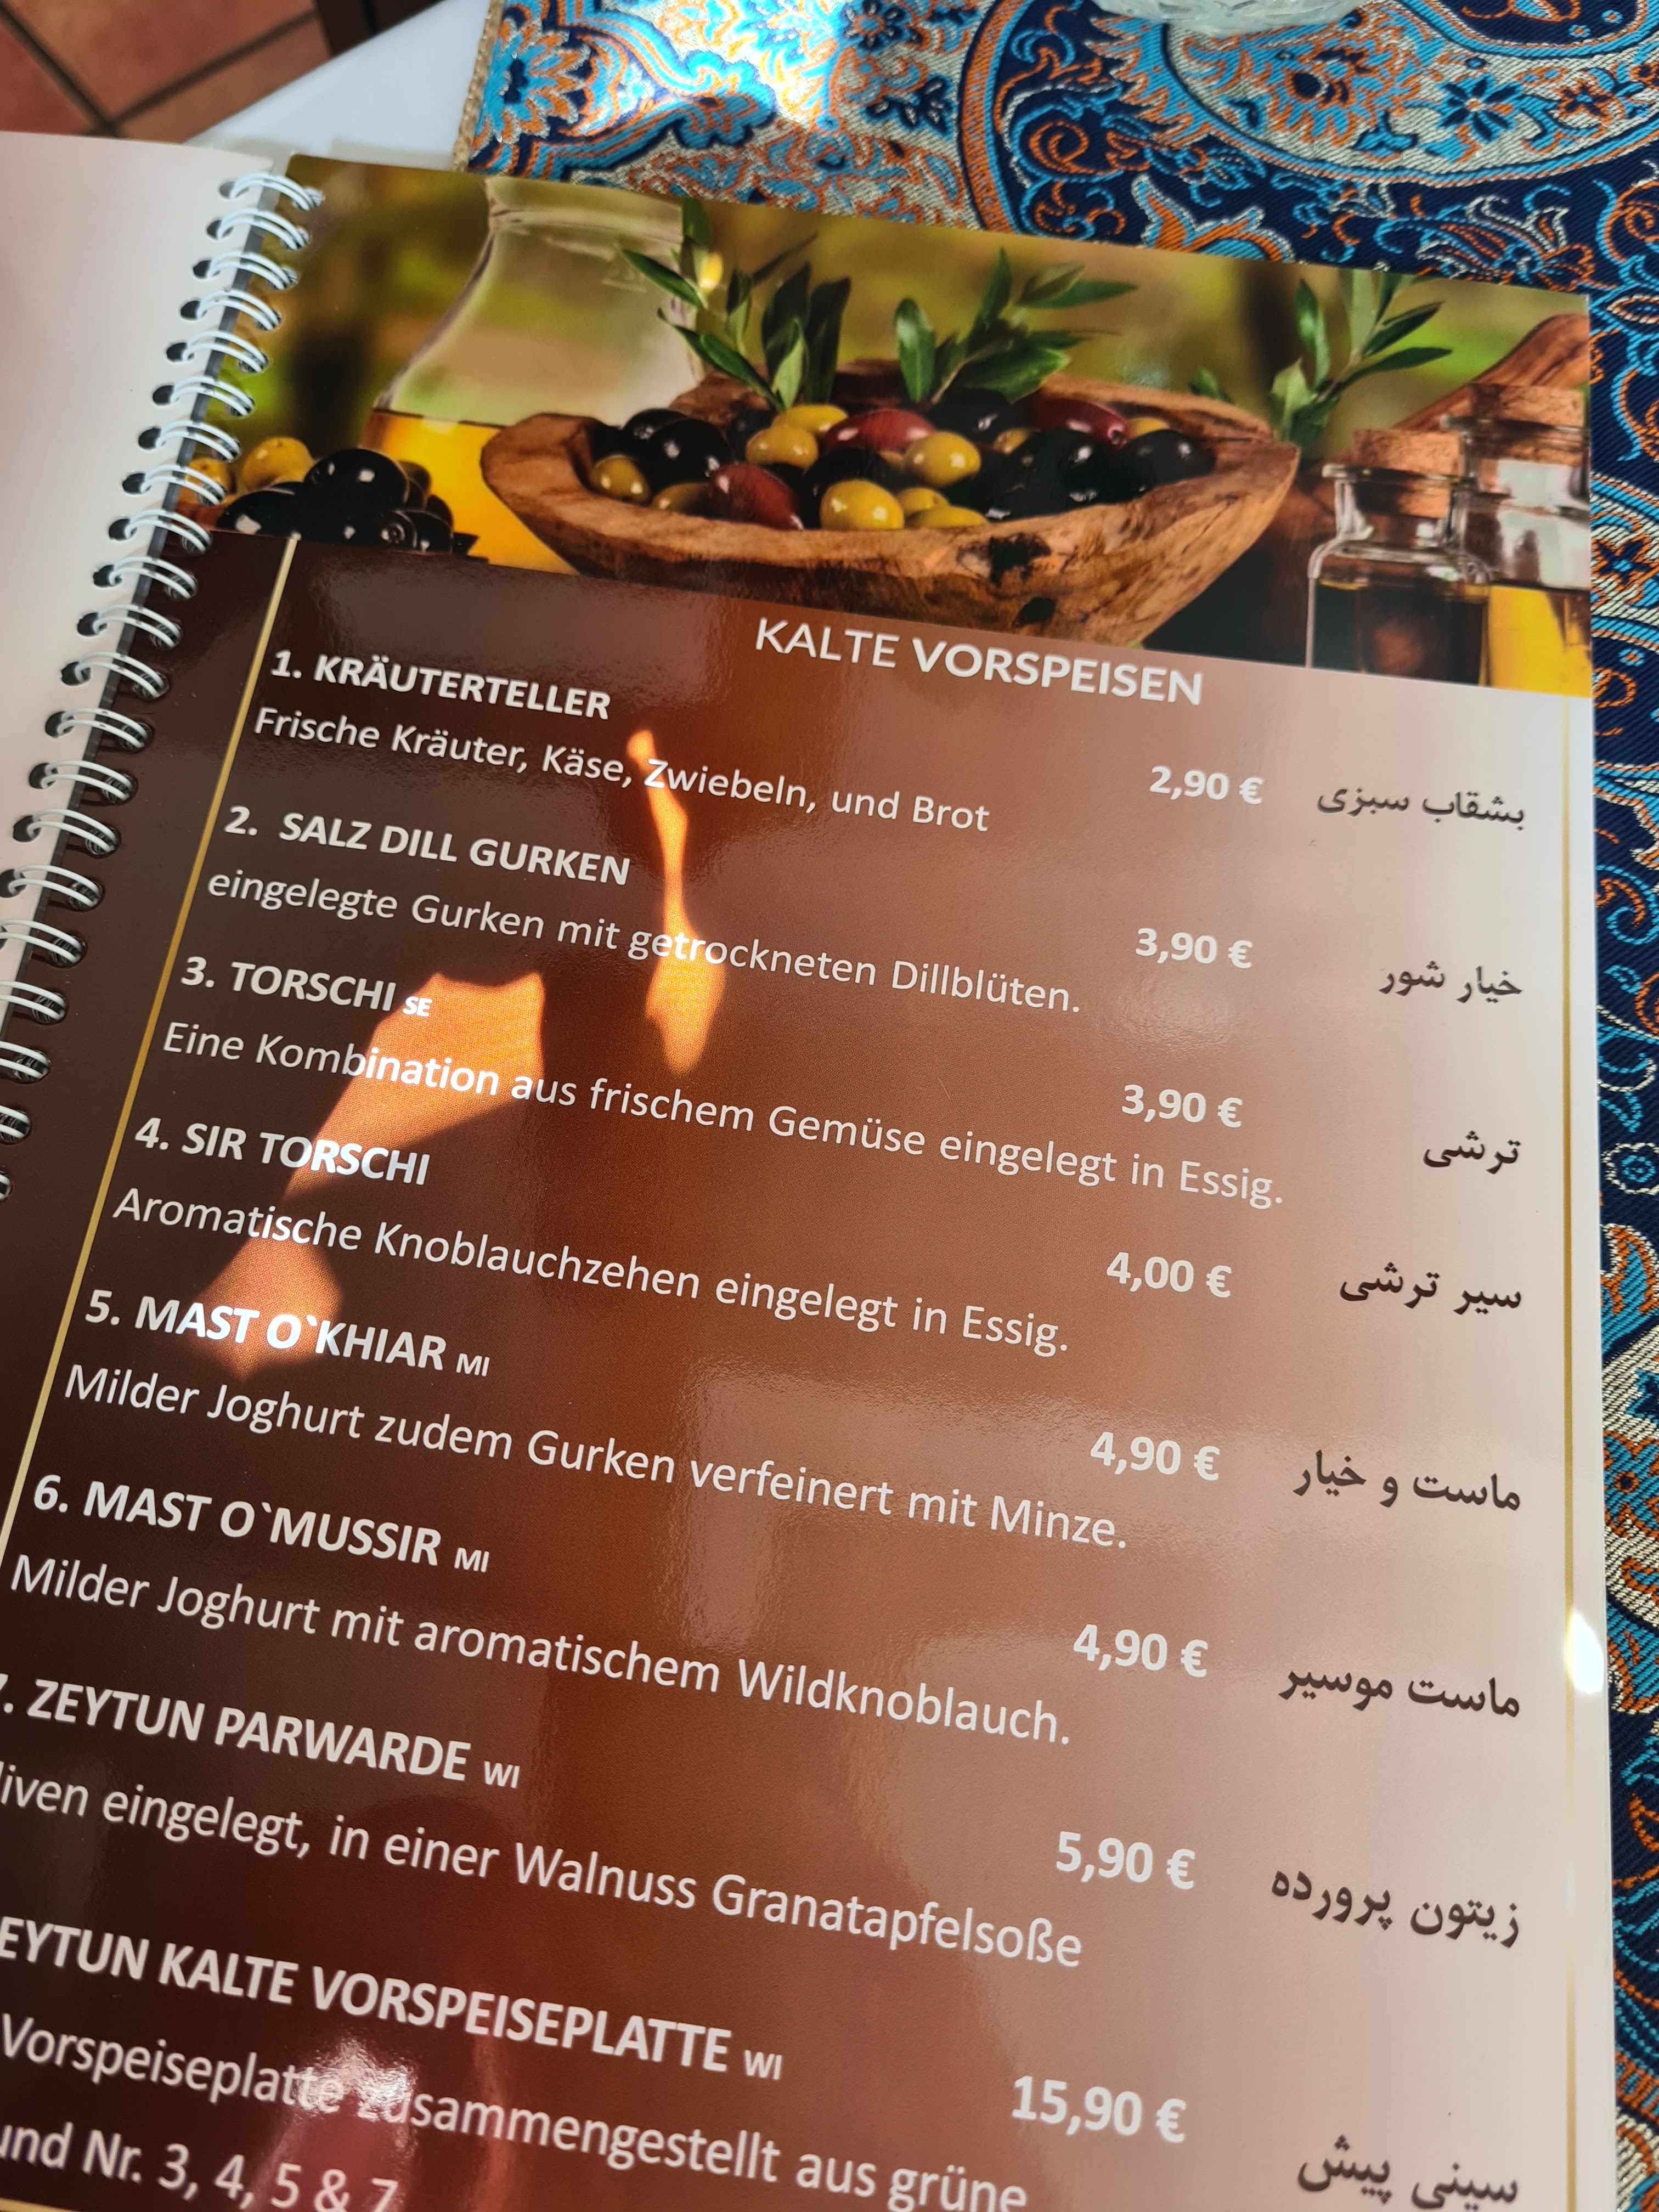 KALTE VORSPEISEN
1. KRÄUTERTELLER 2,90 € بشقاب سبزی
Frische Kräuter, Käse, Zwiebeln, und Brot
2. SALZ DILL GURKEN 3,90 € خیار شور
eingelegte Gurken mit getrockneten Dillblüten.
3. TORSCHI SE 3,90 € ترشی
Eine Kombination aus frischem Gemüse eingelegt in Essig.
4. SIR TORSCHI 4,00 € سیر ترشی
Aromatische Knoblauchzehen eingelegt in Essig.
5. MAST O`KHIAR MI 4,90 € ماست و خیار
Milder Joghurt zudem Gurken verfeinert mit Minze.
6. MAST O`MUSSIR MI 4,90 € ماست موسیر
Milder Joghurt mit aromatischem Wildknoblauch.
7. ZEYTUN PARWARDE WI 5,90 € زیتون پرورده
liven eingelegt, in einer Walnuss Granatapfelsoße
EYTUN KALTE VORSPEISEPLATTE WI 15,90 € سینی پیش
Vorspeiseplatte zusammengestellt aus grüne
und Nr. 3, 4, 5 & 7